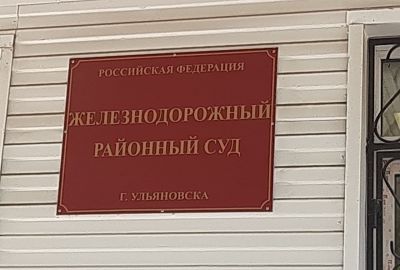 РОССИЙСКАЯ ФЕДЕРАЦИЯ
ЖЕЛЕЗНОДОРОЖНЫЙ
РАЙОННЫЙ СУД
Г. УЛЬЯНОВСКА